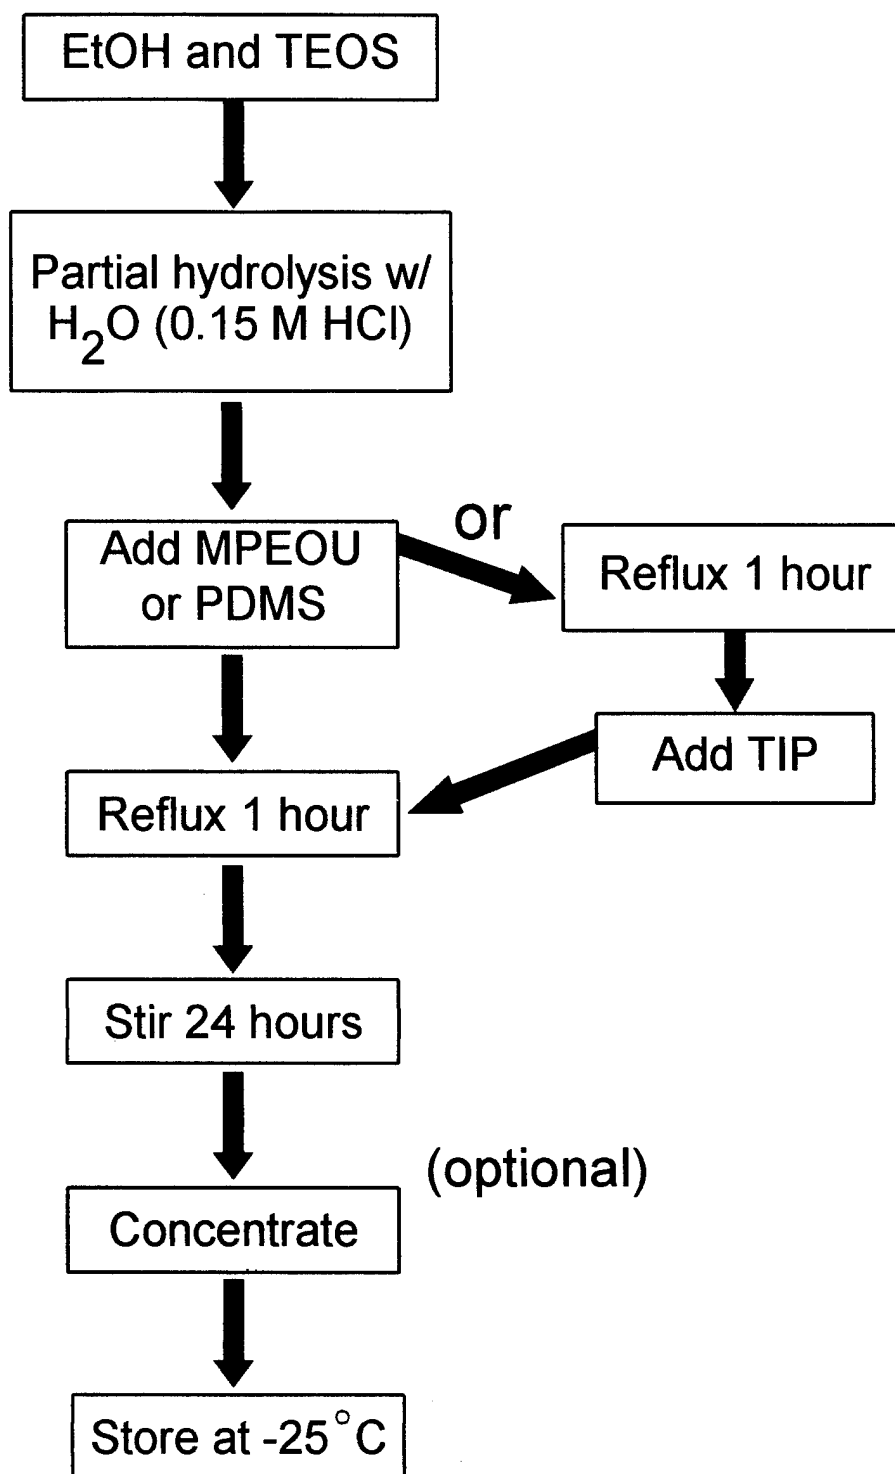 EtOH and TEOS
Partial hydrolysis w/
H₂O (0.15 M HCl)
Add MPEOU
or PDMS
or
Reflux 1 hour
Add TIP
Reflux 1 hour
Stir 24 hours
(optional)
Concentrate
Store at -25°C